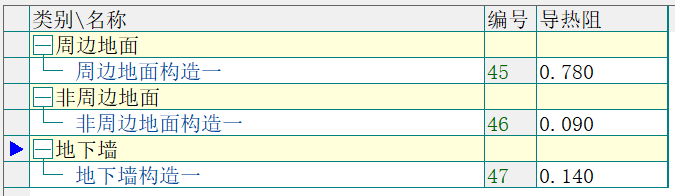 类别\名称 编号 导热阻
周边地面
周边地面构造一 45 0.780
非周边地面
非周边地面构造一 46 0.090
地下墙
地下墙构造一 47 0.140